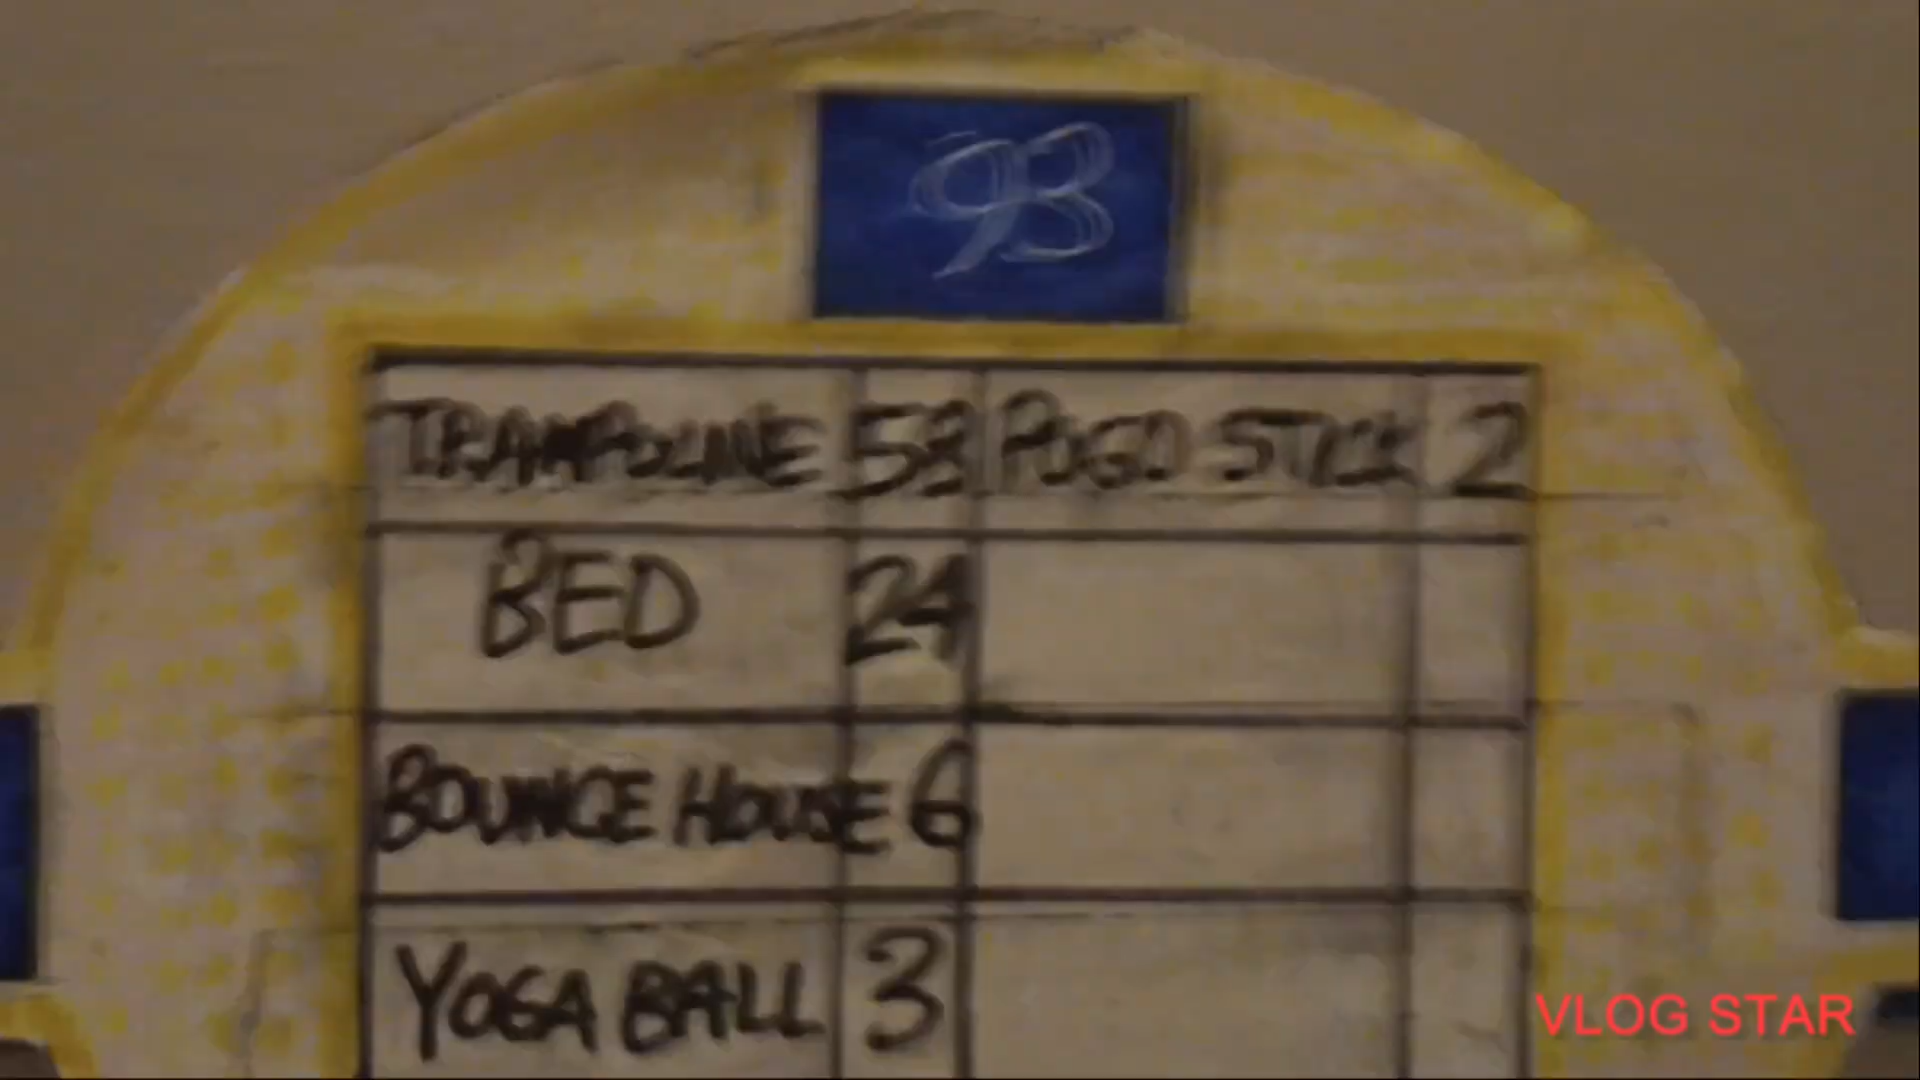 93
TRAMPOLINE 58 POGO STICK 2
BED 24
BOUNCE HOUSE 6
YOGA BALL 3
VLOG STAR